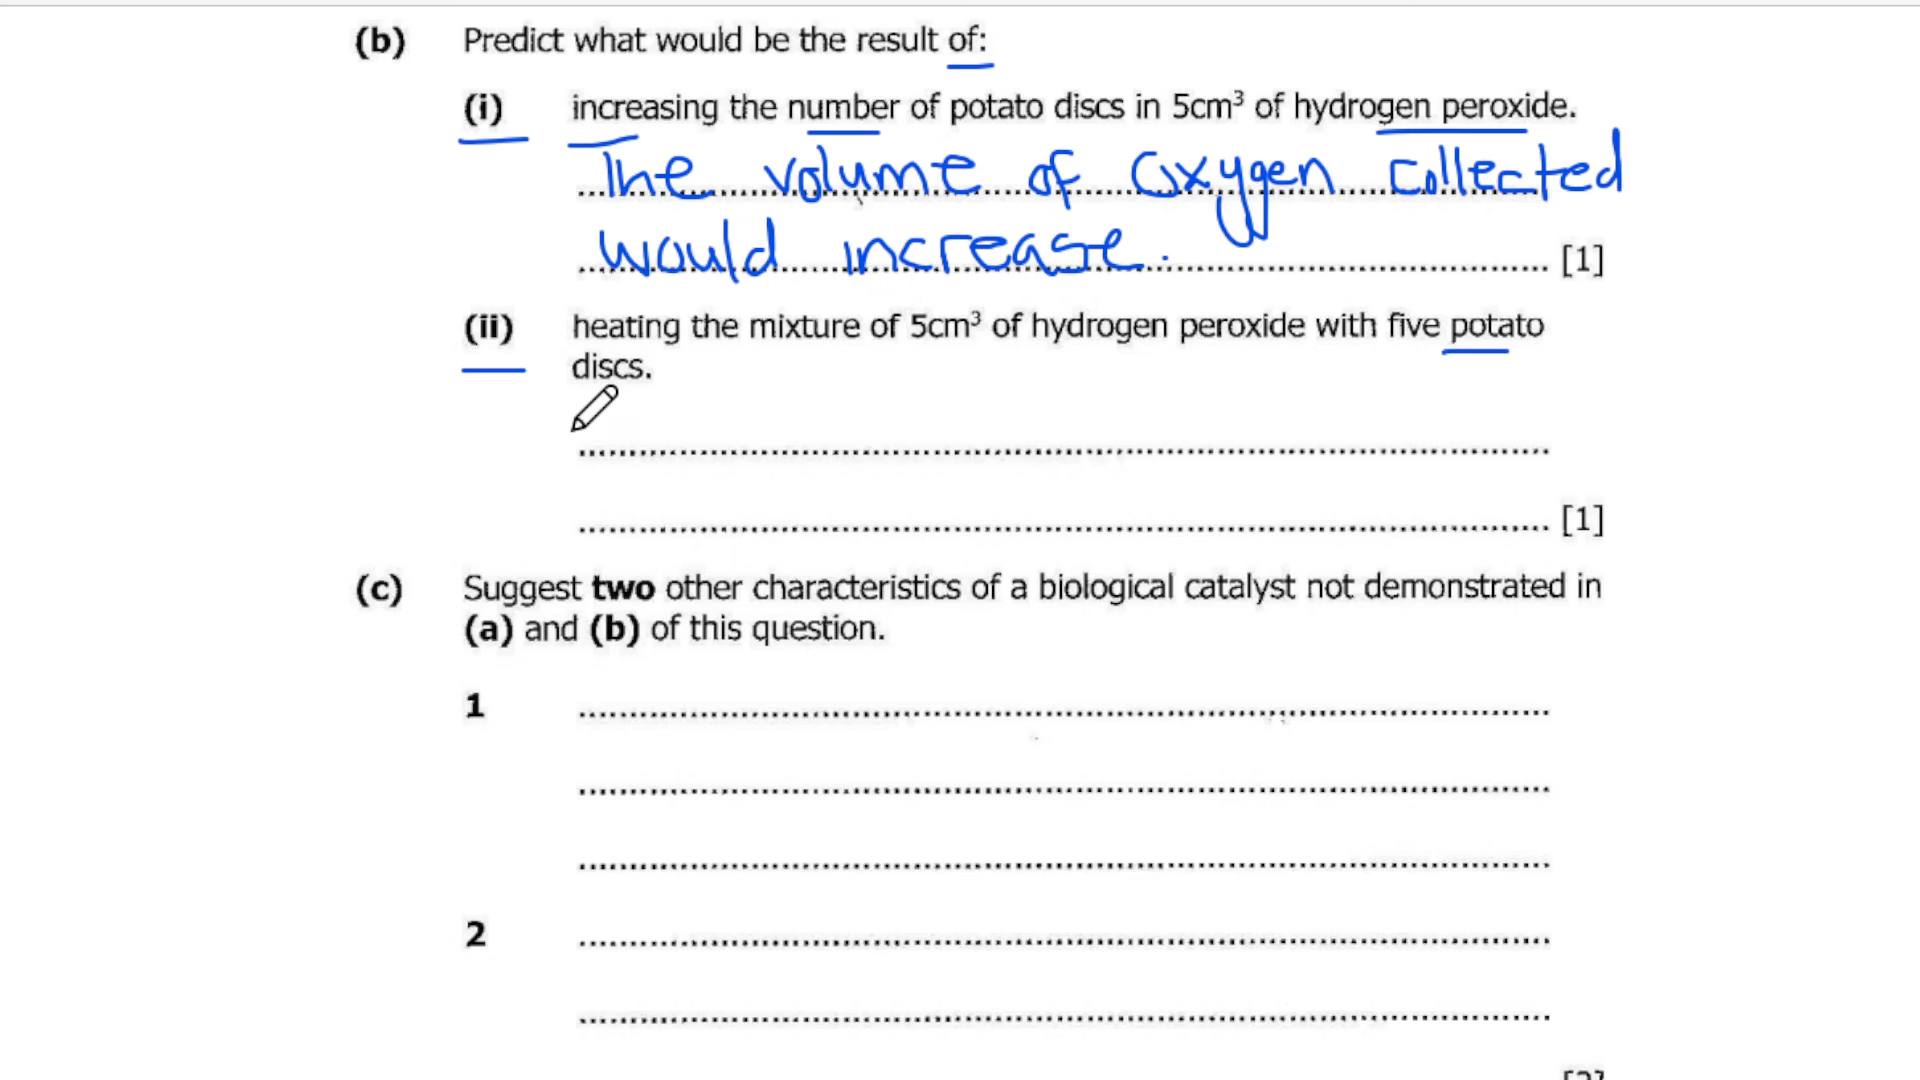 (b) Predict what would be the result of:
(i) increasing the number of potato discs in 5cm³ of hydrogen peroxide.
The volume of oxygen collected
would increase. [1]
(ii) heating the mixture of 5cm³ of hydrogen peroxide with five potato
discs.
[1]
(c) Suggest two other characteristics of a biological catalyst not demonstrated in
(a) and (b) of this question.
1
2